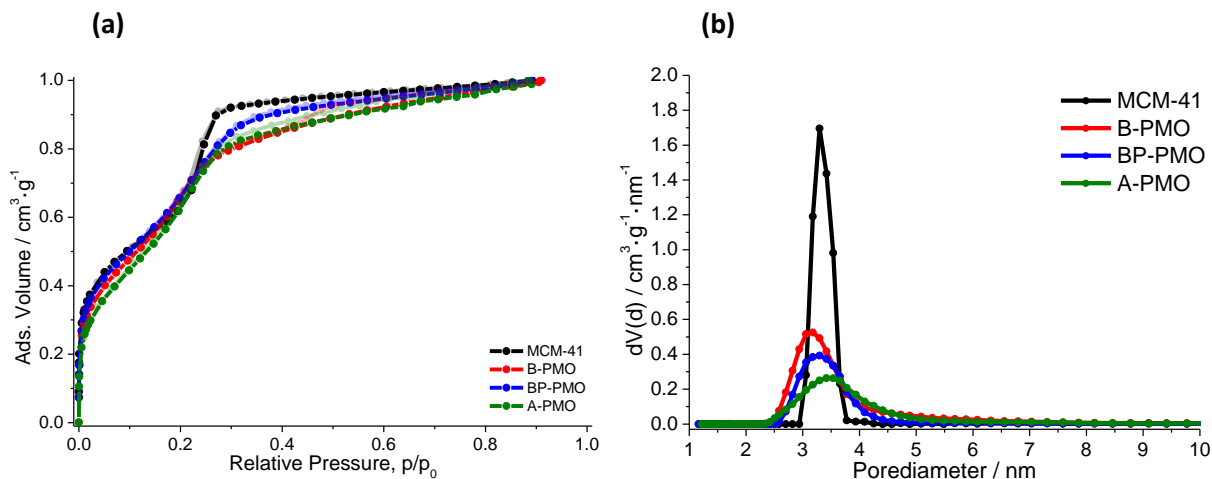 (a)
(b)
1.0
0.8
0.6
0.4
0.2
0.0
Ads. Volume / cm³·g⁻¹
0.0 0.2 0.4 0.6 0.8 1.0
Relative Pressure, p/p₀
MCM-41
B-PMO
BP-PMO
A-PMO
2.0
1.8
1.6
1.4
1.2
1.0
0.8
0.6
0.4
0.2
0.0
dV(d) / cm³·g⁻¹·nm⁻¹
1 2 3 4 5 6 7 8 9 10
Porediameter / nm
MCM-41
B-PMO
BP-PMO
A-PMO